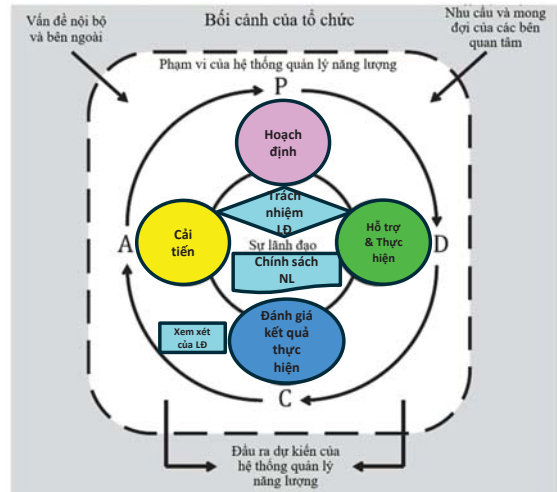 Vấn đề nội bộ
và bên ngoài
Bối cảnh của tổ chức
Nhu cầu và mong
đợi của các bên
quan tâm
Phạm vi của hệ thống quản lý năng lượng
P
Hoạch
định
Trách
nhiệm
LĐ
A
Cải
tiến
Sự lãnh đạo
Hỗ trợ
& Thực
hiện
D
Chính sách
NL
Xem xét
của LĐ
Đánh giá
kết quả
thực
hiện
C
Đầu ra dự kiến của
hệ thống quản lý
năng lượng